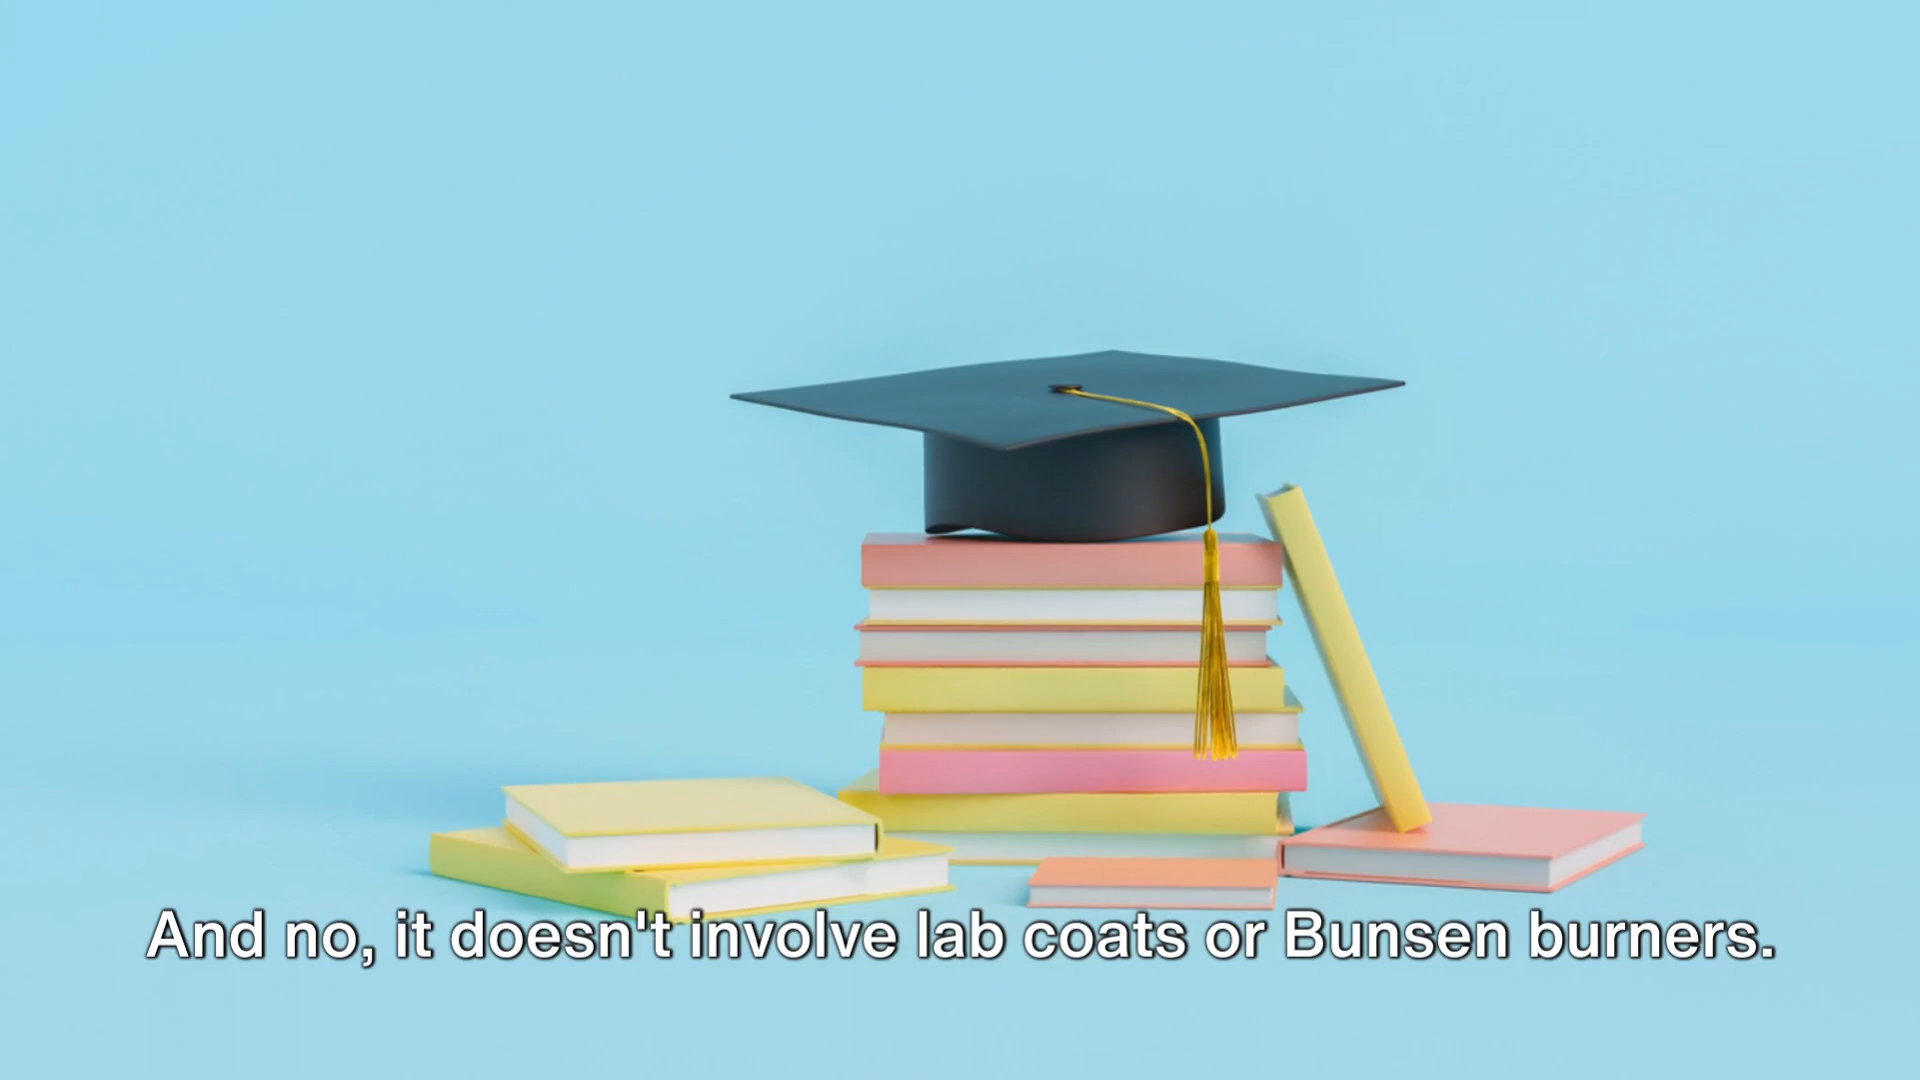 And no, it doesn't involve lab coats or Bunsen burners.